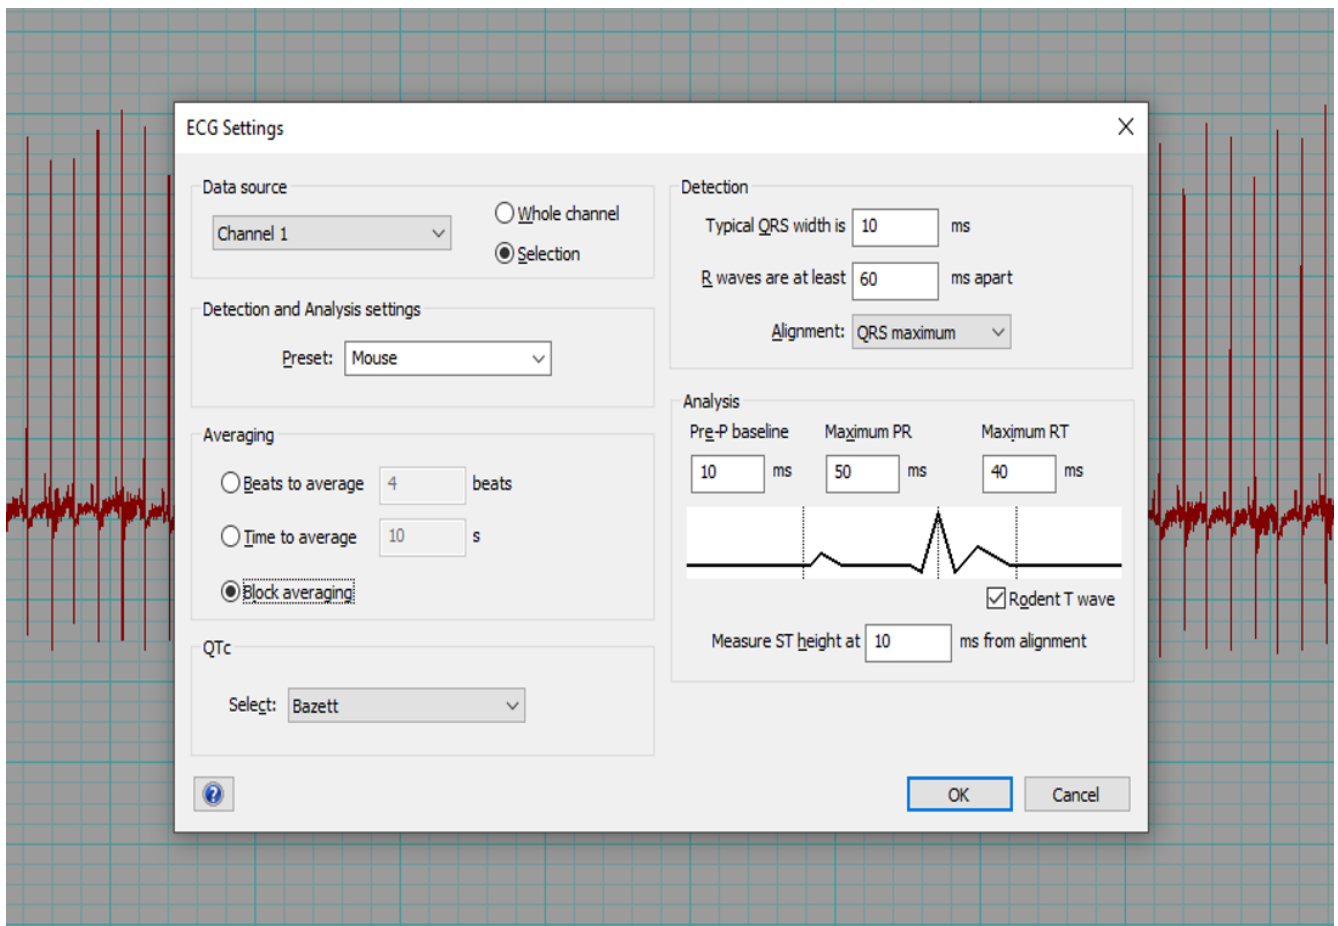 ECG Settings
Data source
Channel 1
Whole channel
Selection
Detection and Analysis settings
Preset: Mouse
Averaging
Beats to average 4 beats
Time to average 10 s
Block averaging
QTc
Select: Bazett
Detection
Typical QRS width is 10 ms
R waves are at least 60 ms apart
Alignment: QRS maximum
Analysis
Pre-P baseline Maximum PR Maximum RT
10 ms 50 ms 40 ms
Rodent T wave
Measure ST height at 10 ms from alignment
?
OK Cancel